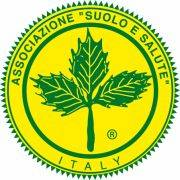 ASSOCIAZIONE "SUOLO E SALUTE"
®
ITALY